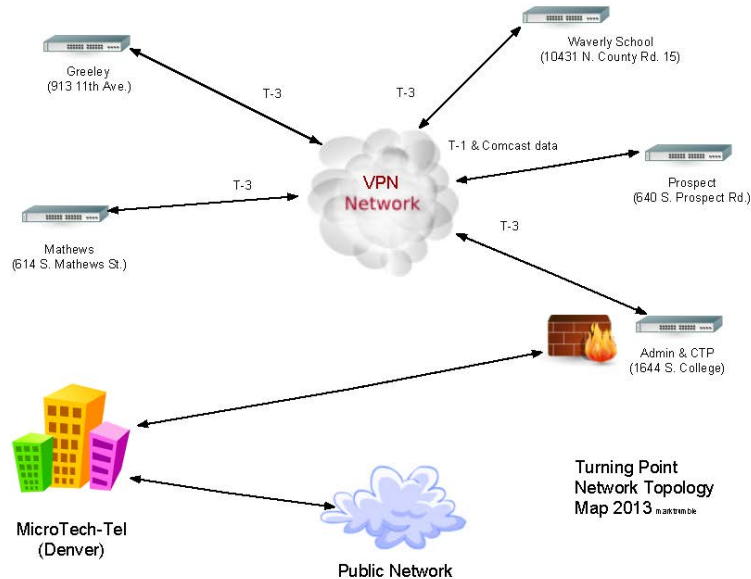 Greeley
(913 11th Ave.)
Waverly School
(10431 N. County Rd. 15)
T-3
T-3
T-1 & Comcast data
VPN
Network
Prospect
(640 S. Prospect Rd.)
T-3
Mathews
(614 S. Mathews St.)
T-3
Admin & CTP
(1644 S. College)
MicroTech-Tel
(Denver)
Public Network
Turning Point
Network Topology
Map 2013 marktrumble